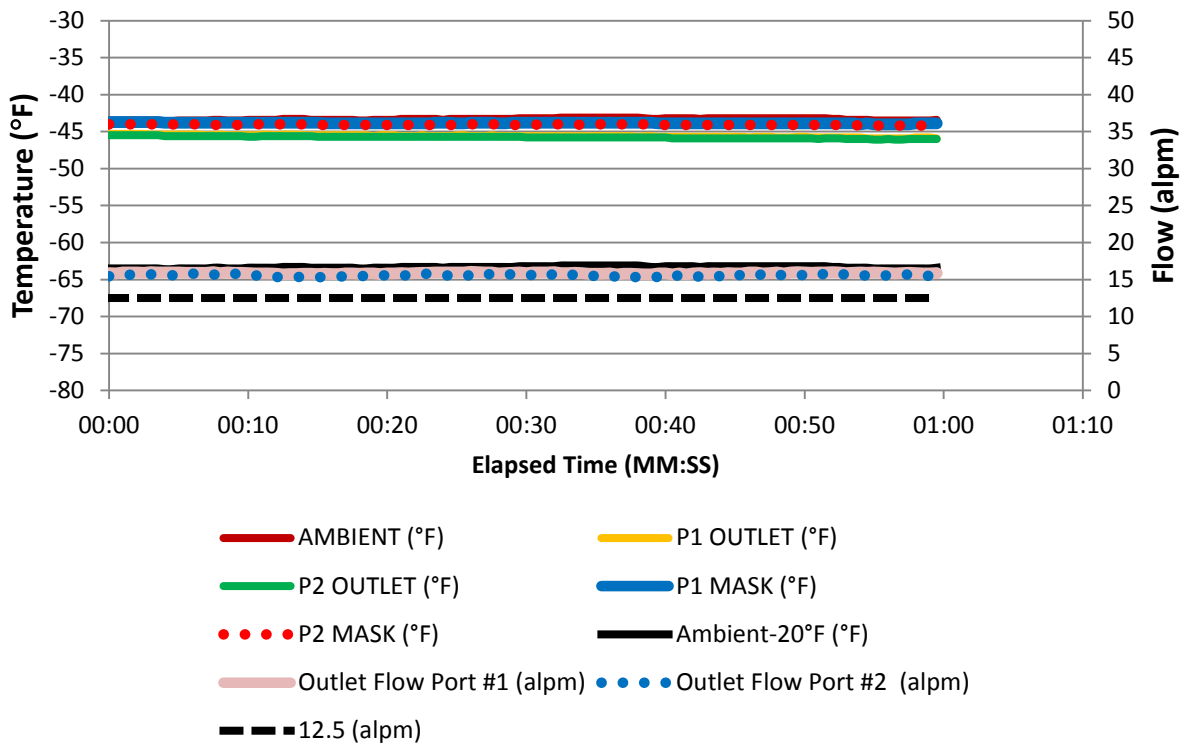 -30
-35
-40
-45
-50
-55
-60
-65
-70
-75
-80
Temperature (°F)
50
45
40
35
30
25
20
15
10
5
0
Flow (alpm)
00:00 00:10 00:20 00:30 00:40 00:50 01:00 01:10
Elapsed Time (MM:SS)
AMBIENT (°F) P1 OUTLET (°F)
P2 OUTLET (°F) P1 MASK (°F)
P2 MASK (°F) Ambient-20°F (°F)
Outlet Flow Port #1 (alpm) Outlet Flow Port #2 (alpm)
12.5 (alpm)